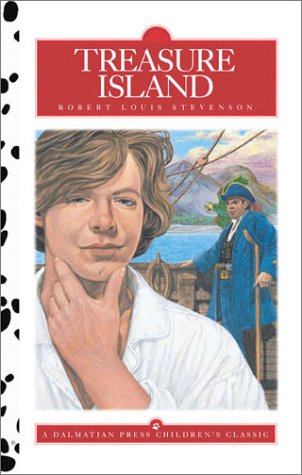 TREASURE
ISLAND
ROBERT LOUIS STEVENSON
A DALMATIAN PRESS CHILDREN'S CLASSIC